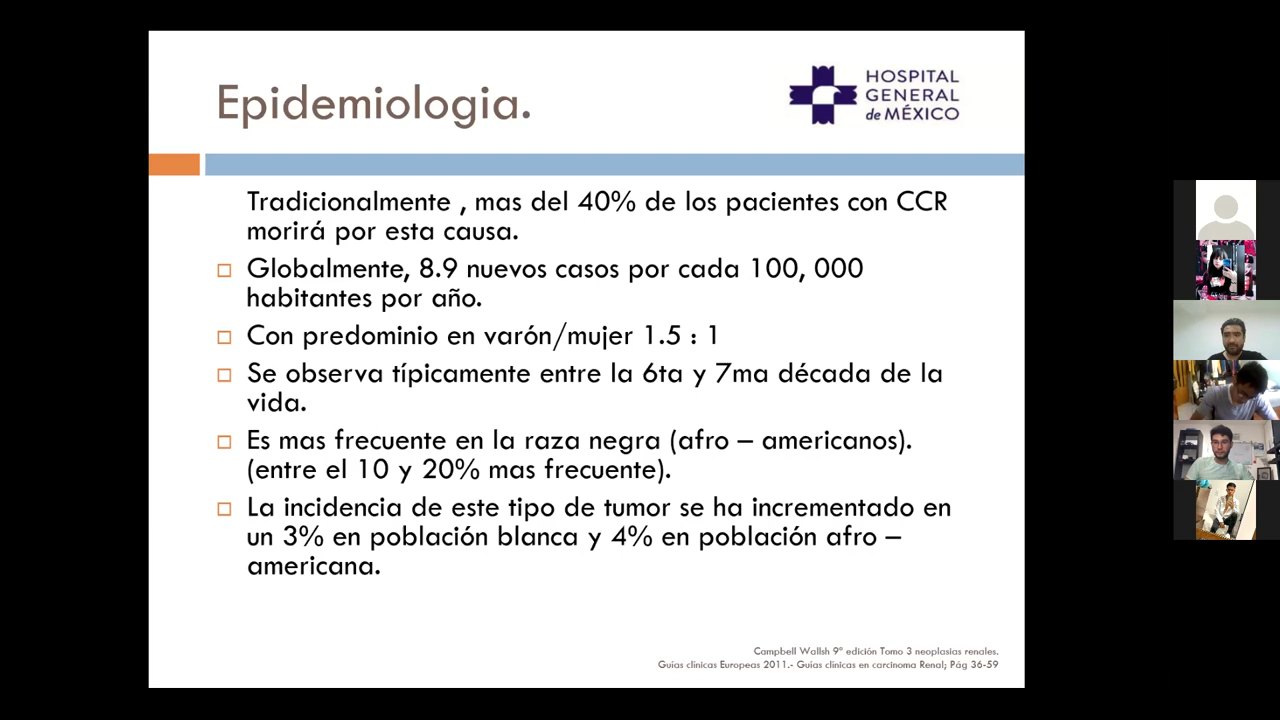 Epidemiologia.
HOSPITAL
GENERAL
de MÉXICO
Tradicionalmente , mas del 40% de los pacientes con CCR
morirá por esta causa.
Globalmente, 8.9 nuevos casos por cada 100, 000
habitantes por año.
Con predominio en varón/mujer 1.5 : 1
Se observa típicamente entre la 6ta y 7ma década de la
vida.
Es mas frecuente en la raza negra (afro – americanos).
(entre el 10 y 20% mas frecuente).
La incidencia de este tipo de tumor se ha incrementado en
un 3% en población blanca y 4% en población afro –
americana.
Campbell Wallsh 9ª edición Tomo 3 neoplasias renales.
Guías clínicas Europeas 2011.- Guías clínicas en carcinoma Renal; Pág 36-59